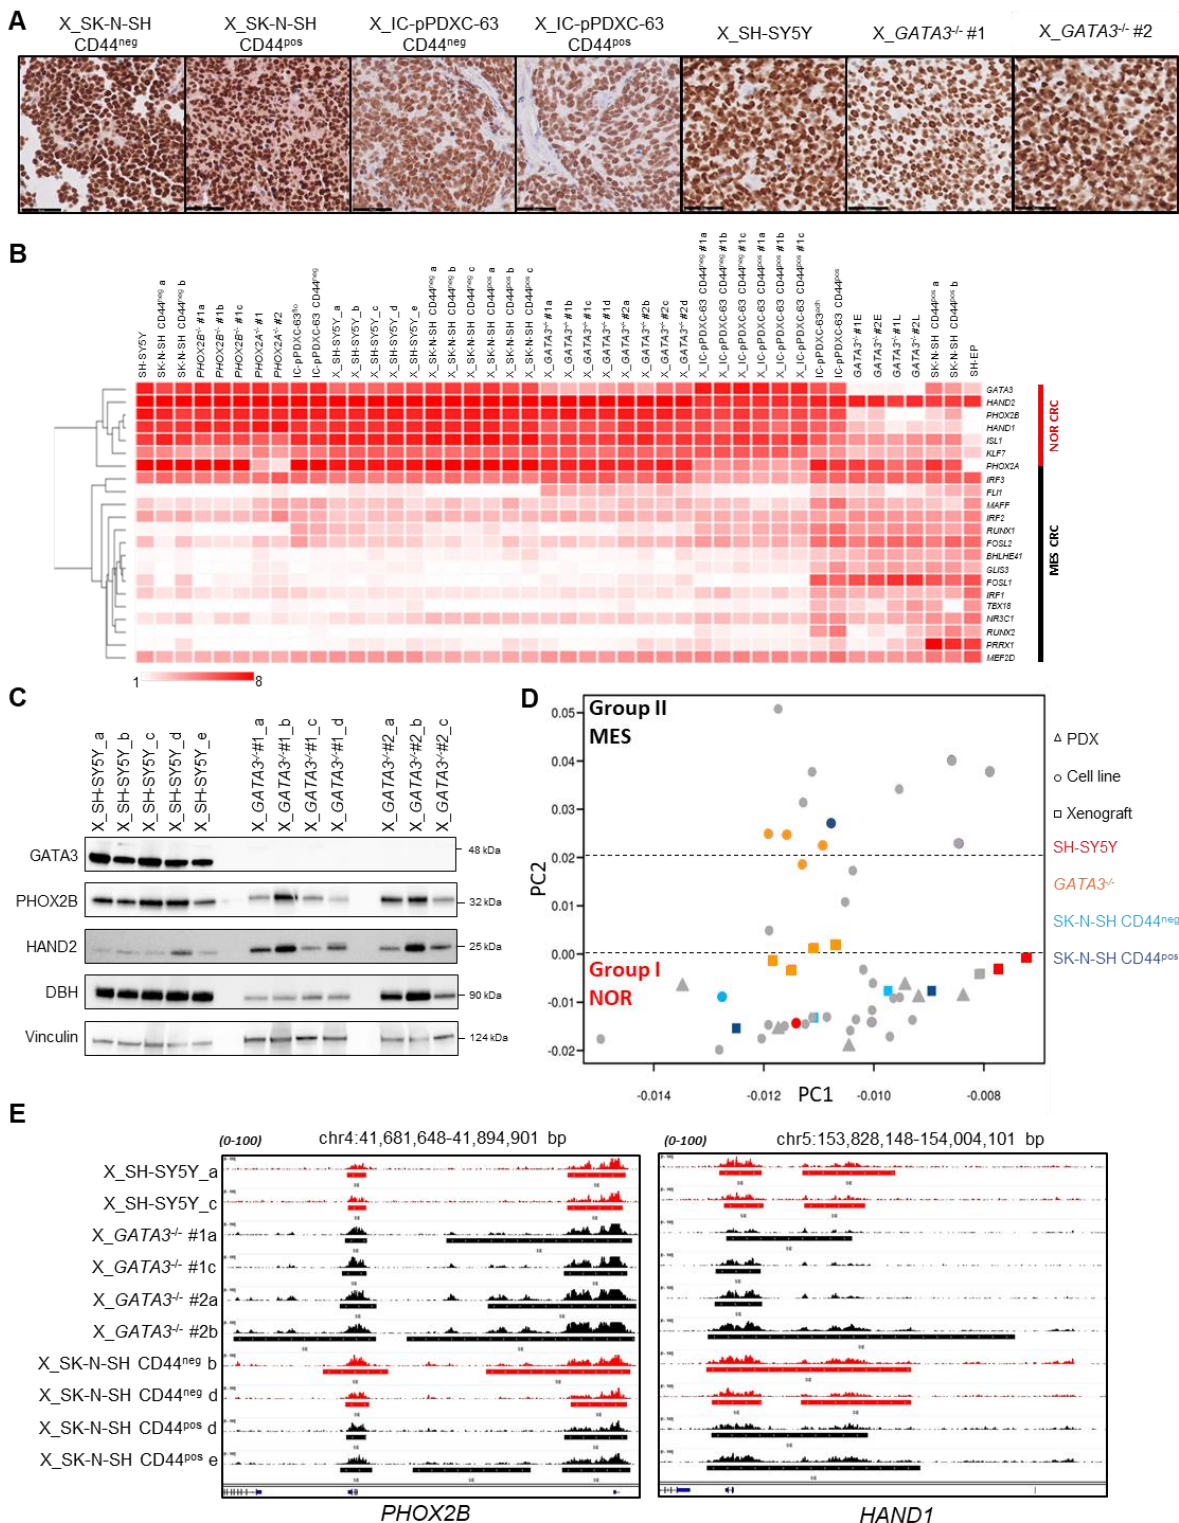 A
X_SK-N-SH
CD44neg
X_SK-N-SH
CD44pos
X_IC-pPDXC-63
CD44neg
X_IC-pPDXC-63
CD44pos
X_SH-SY5Y
X_GATA3-/- #1
X_GATA3-/- #2
B
SH-SY5Y
SK-N-SH CD44neg a
SK-N-SH CD44neg b
PHOX2B-/- #1a
PHOX2B-/- #1b
PHOX2B-/- #1c
PHOX2A-/- #1
PHOX2A-/- #2
IC-pPDXC-63flo
IC-pPDXC-63 CD44neg
X_SH-SY5Y_a
X_SH-SY5Y_b
X_SH-SY5Y_c
X_SH-SY5Y_d
X_SH-SY5Y_e
X_SK-N-SH CD44neg a
X_SK-N-SH CD44neg b
X_SK-N-SH CD44neg c
X_SK-N-SH CD44pos a
X_SK-N-SH CD44pos b
X_SK-N-SH CD44pos c
X_GATA3-/- #1a
X_GATA3-/- #1b
X_GATA3-/- #1c
X_GATA3-/- #1d
X_GATA3-/- #2a
X_GATA3-/- #2b
X_GATA3-/- #2c
X_GATA3-/- #2d
X_IC-pPDXC-63 CD44neg #1a
X_IC-pPDXC-63 CD44neg #1b
X_IC-pPDXC-63 CD44neg #1c
X_IC-pPDXC-63 CD44pos #1a
X_IC-pPDXC-63 CD44pos #1b
X_IC-pPDXC-63 CD44pos #1c
IC-pPDXC-63adh
IC-pPDXC-63 CD44pos
GATA3-/- #1E
GATA3-/- #2E
GATA3-/- #1L
GATA3-/- #2L
SK-N-SH CD44pos a
SK-N-SH CD44pos b
SH-EP
GATA3
HAND2
PHOX2B
HAND1
ISL1
KLF7
PHOX2A
IRF3
FLI1
MAFF
IRF2
RUNX1
FOSL2
BHLHE41
GLIS3
FOSL1
IRF1
TBX18
NR3C1
RUNX2
PRRX1
MEF2D
NOR CRC
MES CRC
1
8
C
X_SH-SY5Y_a
X_SH-SY5Y_b
X_SH-SY5Y_c
X_SH-SY5Y_d
X_SH-SY5Y_e
X_GATA3-/-#1_a
X_GATA3-/-#1_b
X_GATA3-/-#1_c
X_GATA3-/-#1_d
X_GATA3-/-#2_a
X_GATA3-/-#2_b
X_GATA3-/-#2_c
GATA3
48 kDa
PHOX2B
32 kDa
HAND2
25 kDa
DBH
90 kDa
Vinculin
124 kDa
D
Group II
MES
Group I
NOR
0.05
0.04
0.03
0.02
0.01
0.00
-0.01
-0.02
PC2
-0.014
-0.012
-0.010
-0.008
PC1
PDX
Cell line
Xenograft
SH-SY5Y
GATA3-/-
SK-N-SH CD44neg
SK-N-SH CD44pos
E
(0-100)
chr4:41,681,648-41,894,901 bp
(0-100)
chr5:153,828,148-154,004,101 bp
X_SH-SY5Y_a
X_SH-SY5Y_c
X_GATA3-/- #1a
X_GATA3-/- #1c
X_GATA3-/- #2a
X_GATA3-/- #2b
X_SK-N-SH CD44neg b
X_SK-N-SH CD44neg d
X_SK-N-SH CD44pos d
X_SK-N-SH CD44pos e
PHOX2B
HAND1